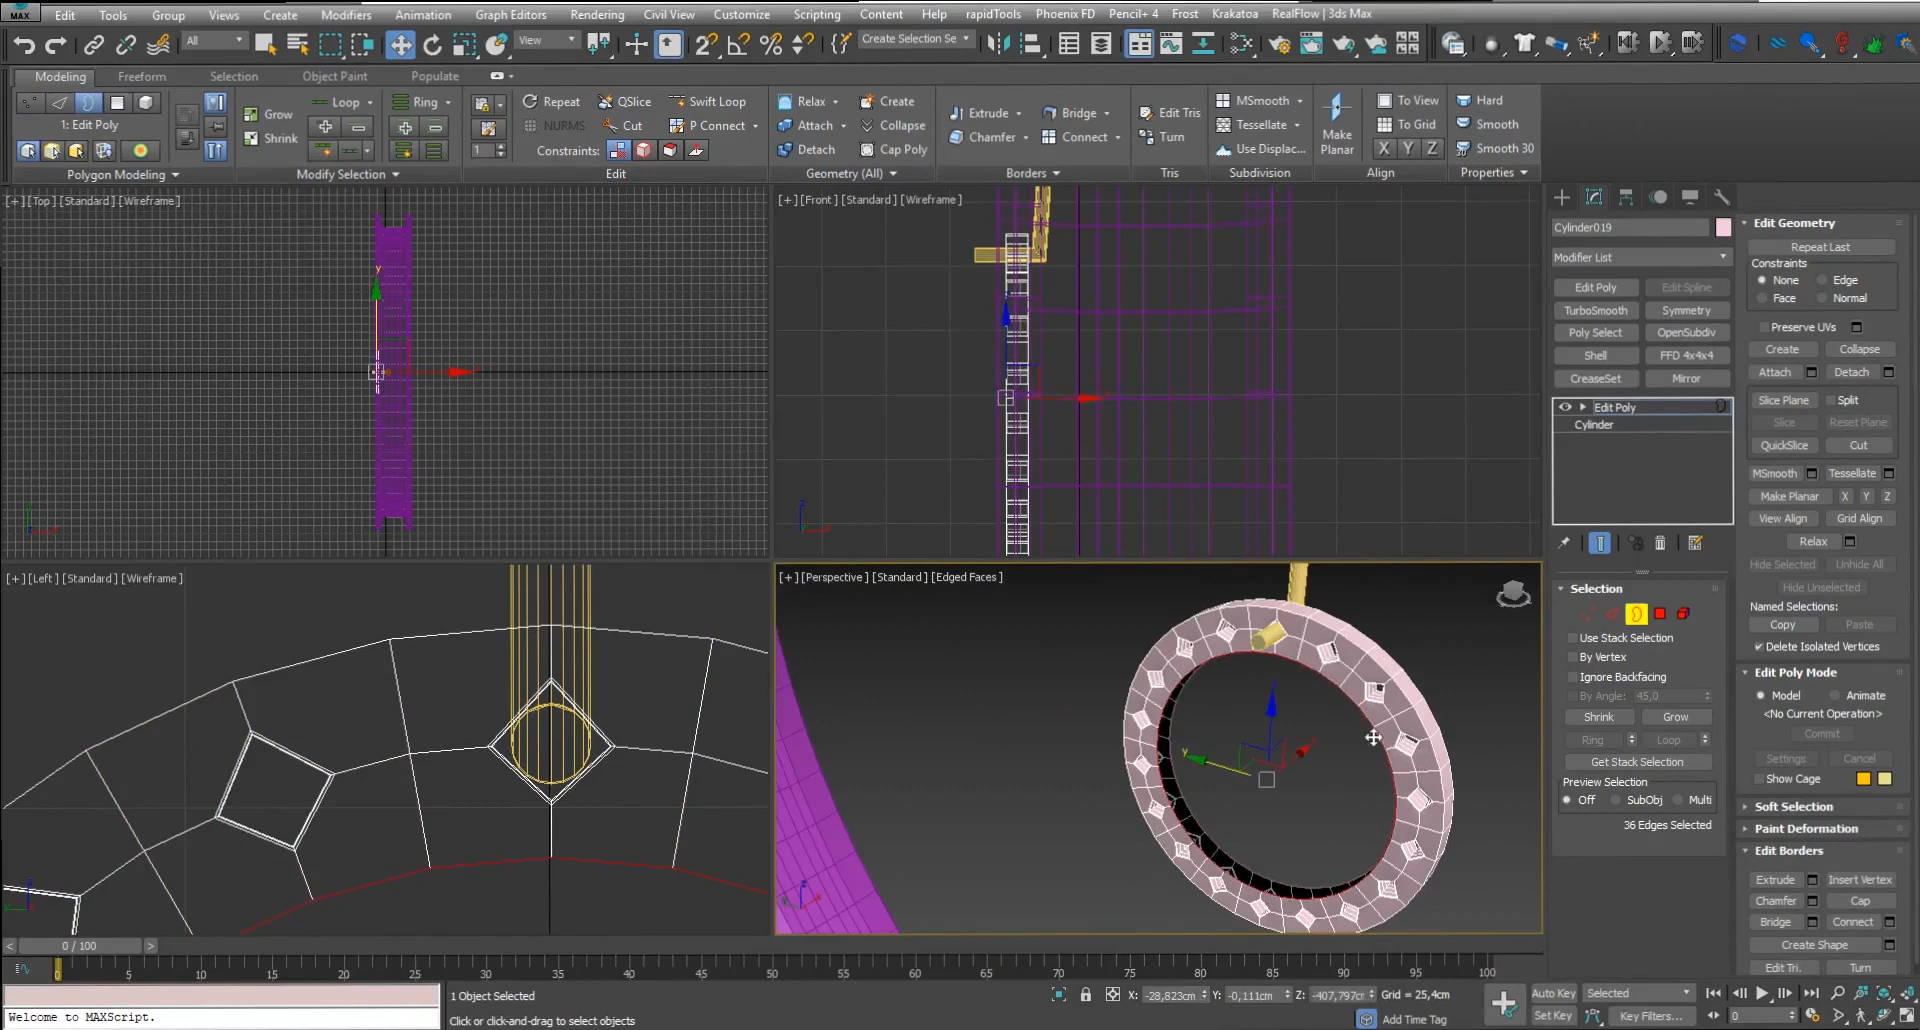 MAX Edit Tools Group Views Create Modifiers Animation Graph Editors Rendering Civil View Customize Scripting Content Help rapidTools Phoenix FD Pencil+ 4 Frost Krakatoa RealFlow | 3ds Max
All View Create Selection Se
Modeling Freeform Selection Object Paint Populate
Loop Ring Repeat QSlice Swift Loop Relax Create MSmooth To View Hard
Grow Extrude Bridge Edit Tris
1: Edit Poly NURMS Cut P Connect Attach Collapse Tessellate To Grid Smooth
Shrink Chamfer Connect Turn Make Planar
1 Constraints: Detach Cap Poly Use Displac... X Y Z Smooth 30
Polygon Modeling Modify Selection Edit Geometry (All) Borders Tris Subdivision Align Properties
[+] [Top] [Standard] [Wireframe]
[+] [Front] [Standard] [Wireframe]
[+] [Left] [Standard] [Wireframe]
[+] [Perspective] [Standard] [Edged Faces]
Cylinder019
Modifier List
Edit Poly Edit Spline
TurboSmooth Symmetry
Poly Select OpenSubdiv
Shell FFD 4x4x4
CreaseSet Mirror
Edit Poly
Cylinder
Selection
Use Stack Selection
By Vertex
Ignore Backfacing
By Angle: 45,0
Shrink Grow
Ring Loop
Get Stack Selection
Preview Selection
Off SubObj Multi
36 Edges Selected
Edit Geometry
Repeat Last
Constraints
None Edge
Face Normal
Preserve UVs
Create Collapse
Attach Detach
Slice Plane Split
Slice Reset Plane
QuickSlice Cut
MSmooth Tessellate
Make Planar X Y Z
View Align Grid Align
Relax
Hide Selected Unhide All
Hide Unselected
Named Selections:
Copy Paste
Delete Isolated Vertices
Edit Poly Mode
Model Animate
<No Current Operation>
Commit
Settings Cancel
Show Cage
Soft Selection
Paint Deformation
Edit Borders
Extrude Insert Vertex
Chamfer Cap
Bridge Connect
Create Shape
Edit Tri. Turn
< 0 / 100 >
0 5 10 15 20 25 30 35 40 45 50 55 60 65 70 75 80 85 90 95 100
1 Object Selected X: -28,823cm Y: -0,111cm Z: -407,797cm Grid = 25,4cm Auto Key Selected
Welcome to MAXScript. Click or click-and-drag to select objects Add Time Tag Set Key Key Filters... 0